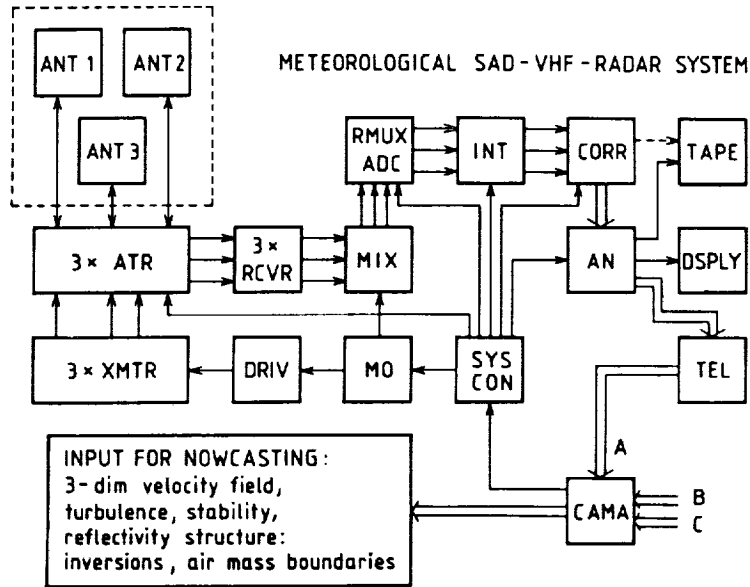 ANT 1
ANT 2
METEOROLOGICAL SAD-VHF-RADAR SYSTEM
ANT 3
RMUX
ADC
INT
CORR
TAPE
3× ATR
3×
RCVR
MIX
AN
DSPLY
3× XMTR
DRIV
MO
SYS
CON
TEL
A
INPUT FOR NOWCASTING:
3-dim velocity field,
turbulence, stability,
reflectivity structure:
inversions, air mass boundaries
CAMA
B
C